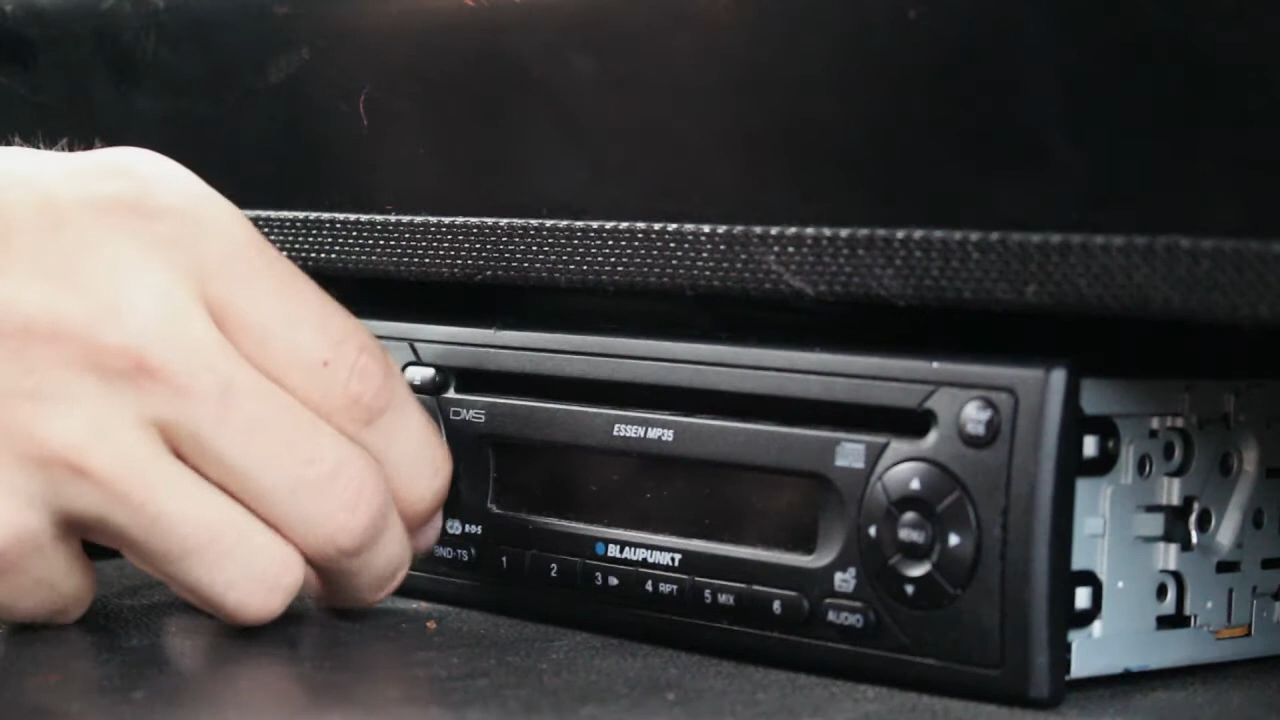 DMS
ESSEN MP35
R·D·S
BND·TS
BLAUPUNKT
MENU
1
2
3
4 RPT
5 MIX
6
AUDIO